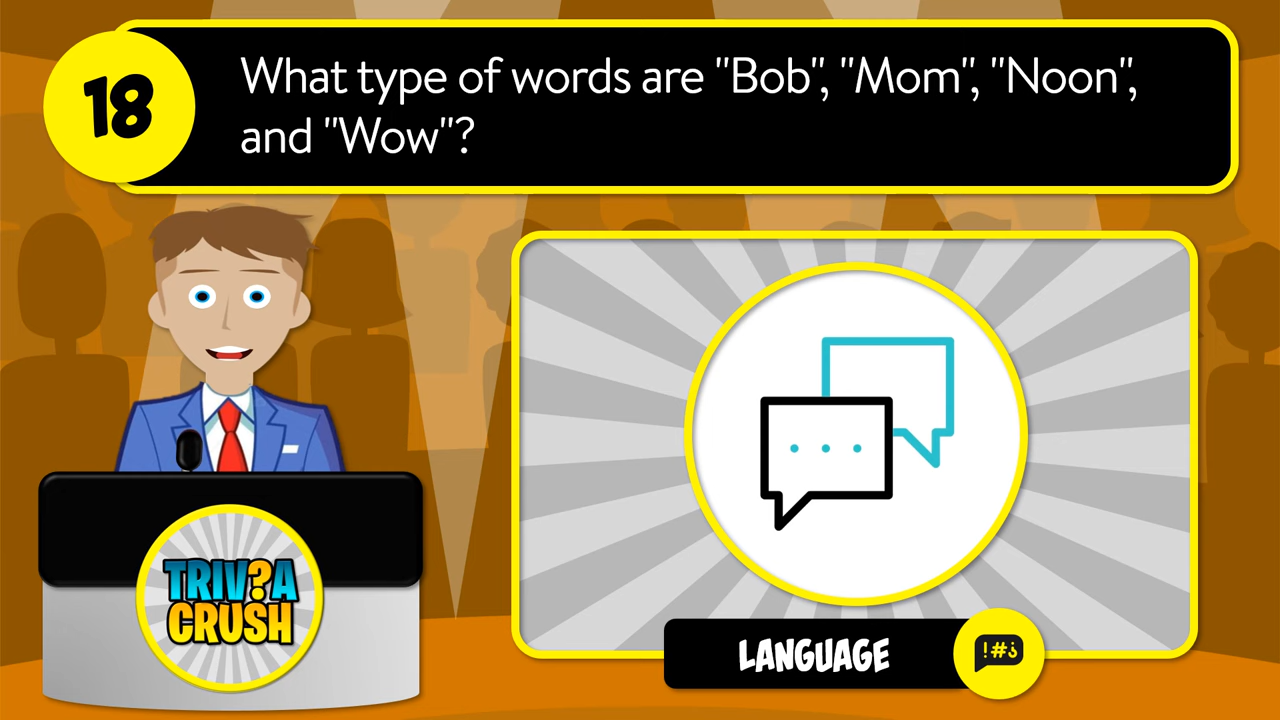 18
What type of words are "Bob", "Mom", "Noon",
and "Wow"?
TRIV?A
CRUSH
LANGUAGE
!#¿